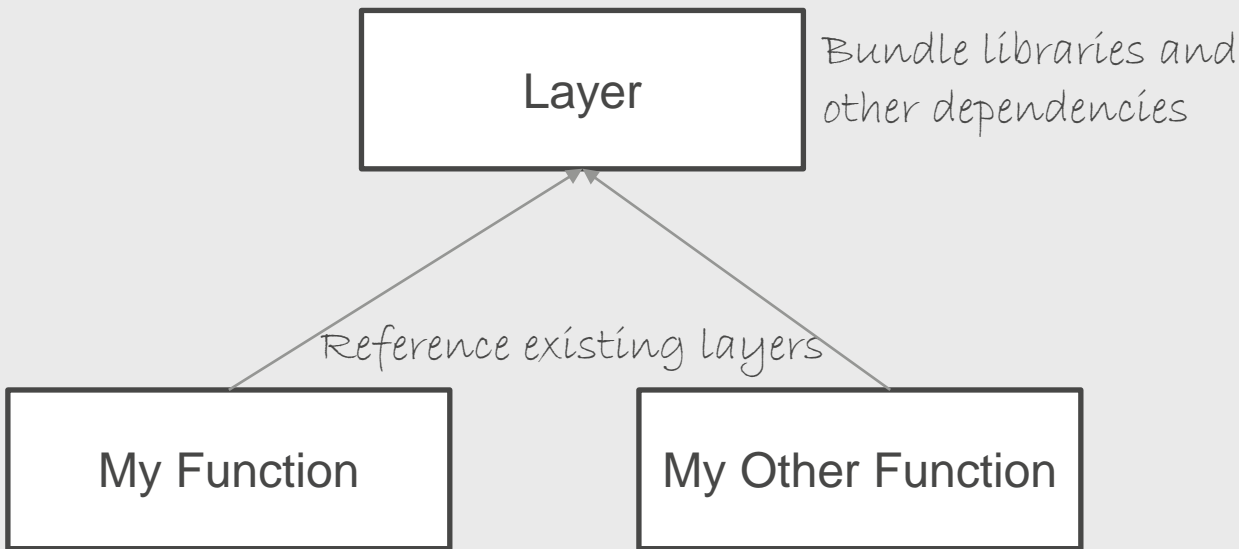 Layer
Bundle libraries and
other dependencies
Reference existing layers
My Function
My Other Function